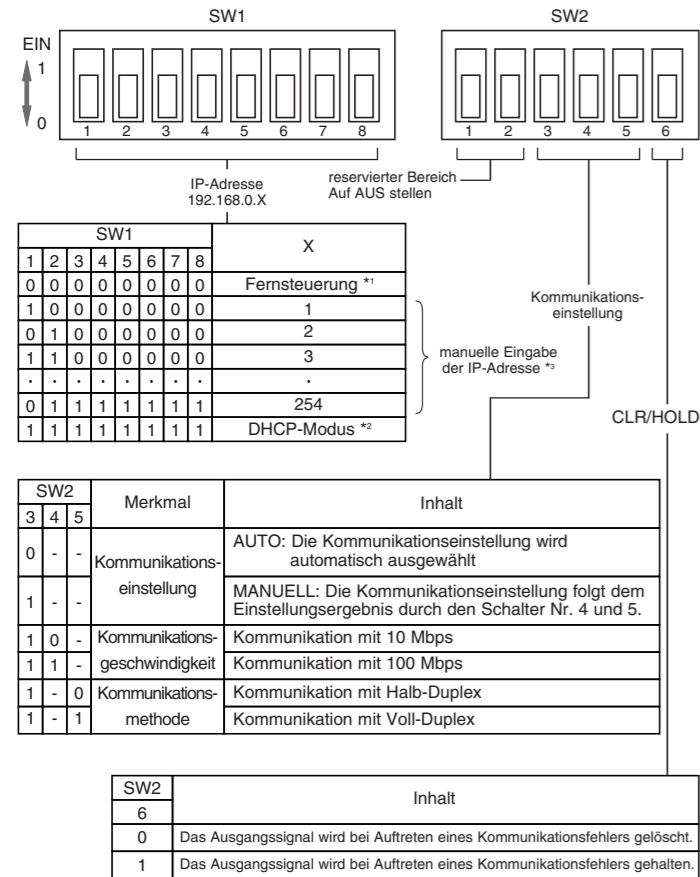 SW1
SW2
EIN
1
0
1 2 3 4 5 6 7 8
1 2 3 4 5 6
IP-Adresse
192.168.0.X
reservierter Bereich
Auf AUS stellen
SW1
X
1 2 3 4 5 6 7 8
0 0 0 0 0 0 0 0 Fernsteuerung *1
1 0 0 0 0 0 0 0 1
0 1 0 0 0 0 0 0 2
1 1 0 0 0 0 0 0 3
. . . . . . . . .
0 1 1 1 1 1 1 1 254
1 1 1 1 1 1 1 1 DHCP-Modus *2
manuelle Eingabe
der IP-Adresse *3
Kommunikations-
einstellung
CLR/HOLD
SW2
Merkmal
Inhalt
3 4 5
0 - -
Kommunikations-
einstellung
AUTO: Die Kommunikationseinstellung wird
automatisch ausgewählt
1 - -
MANUELL: Die Kommunikationseinstellung folgt dem
Einstellungsergebnis durch den Schalter Nr. 4 und 5.
1 0 - Kommunikations- Kommunikation mit 10 Mbps
1 1 - geschwindigkeit Kommunikation mit 100 Mbps
1 - 0 Kommunikations- Kommunikation mit Halb-Duplex
1 - 1 methode Kommunikation mit Voll-Duplex
SW2
Inhalt
6
0 Das Ausgangssignal wird bei Auftreten eines Kommunikationsfehlers gelöscht.
1 Das Ausgangssignal wird bei Auftreten eines Kommunikationsfehlers gehalten.